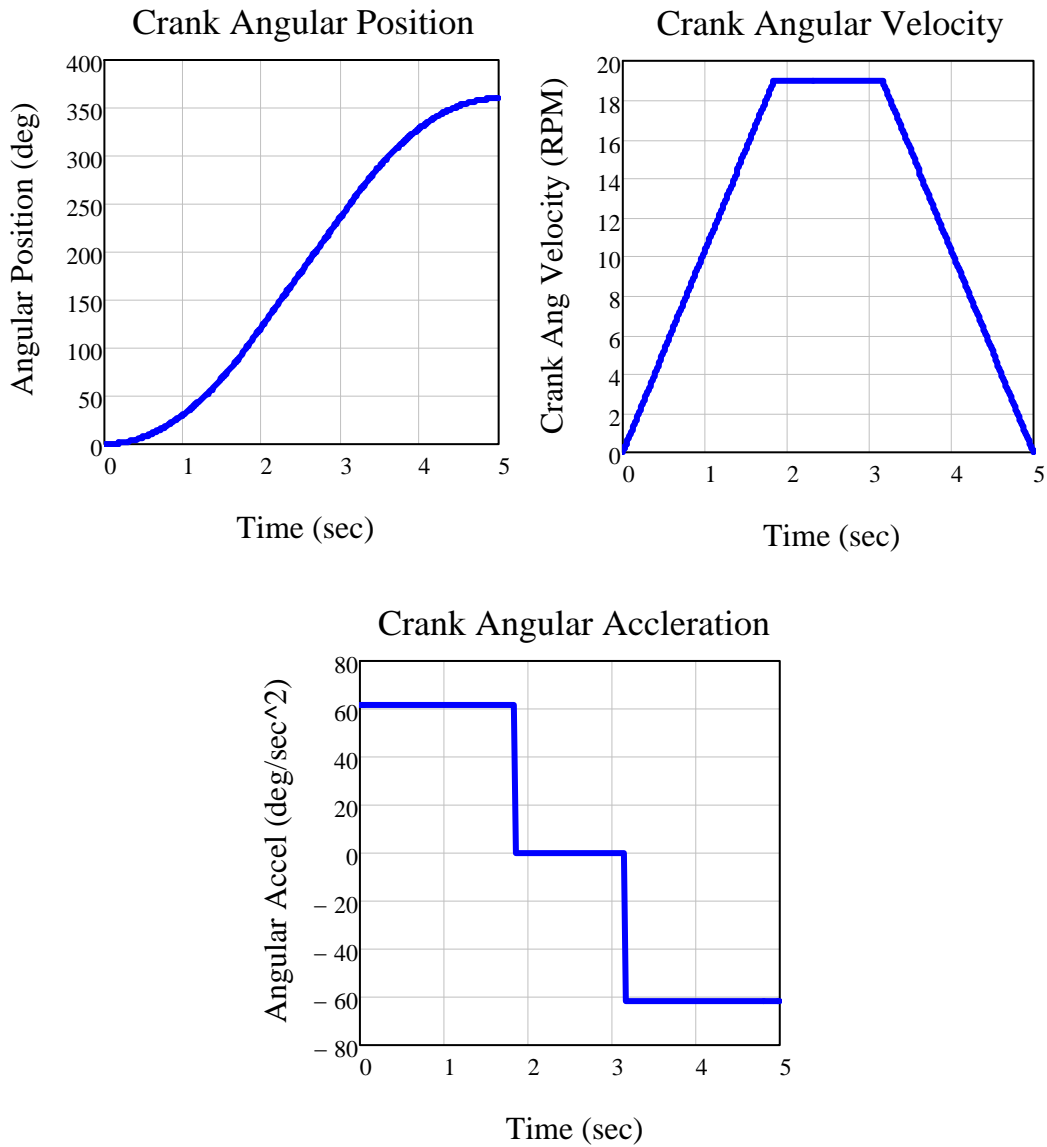 Crank Angular Position
Angular Position (deg)
400
350
300
250
200
150
100
50
0
0 1 2 3 4 5
Time (sec)
Crank Angular Velocity
Crank Ang Velocity (RPM)
20
18
16
14
12
10
8
6
4
2
0
0 1 2 3 4 5
Time (sec)
Crank Angular Accleration
Angular Accel (deg/sec^2)
80
60
40
20
0
− 20
− 40
− 60
− 80
0 1 2 3 4 5
Time (sec)